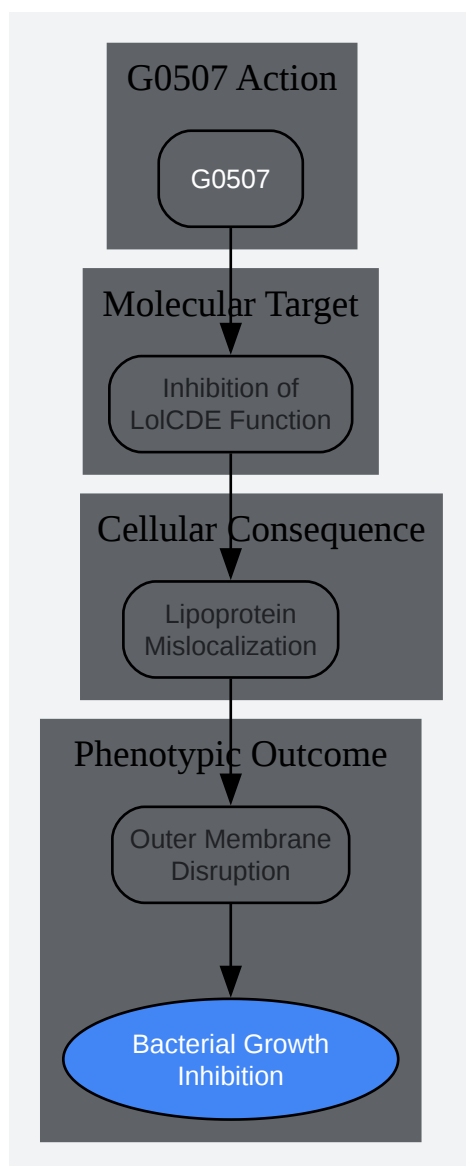 G0507 Action
G0507
Molecular Target
Inhibition of
LolCDE Function
Cellular Consequence
Lipoprotein
Mislocalization
Phenotypic Outcome
Outer Membrane
Disruption
Bacterial Growth
Inhibition